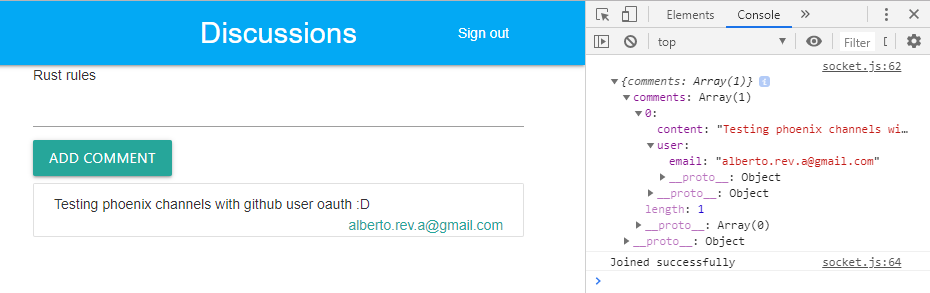 Discussions
Sign out
Rust rules
ADD COMMENT
Testing phoenix channels with github user oauth :D
alberto.rev.a@gmail.com
Elements
Console
»
top
Filter
socket.js:62
{comments: Array(1)}
comments: Array(1)
0:
content: "Testing phoenix channels wi…
user:
email: "alberto.rev.a@gmail.com"
__proto__: Object
__proto__: Object
length: 1
__proto__: Array(0)
__proto__: Object
Joined successfully
socket.js:64